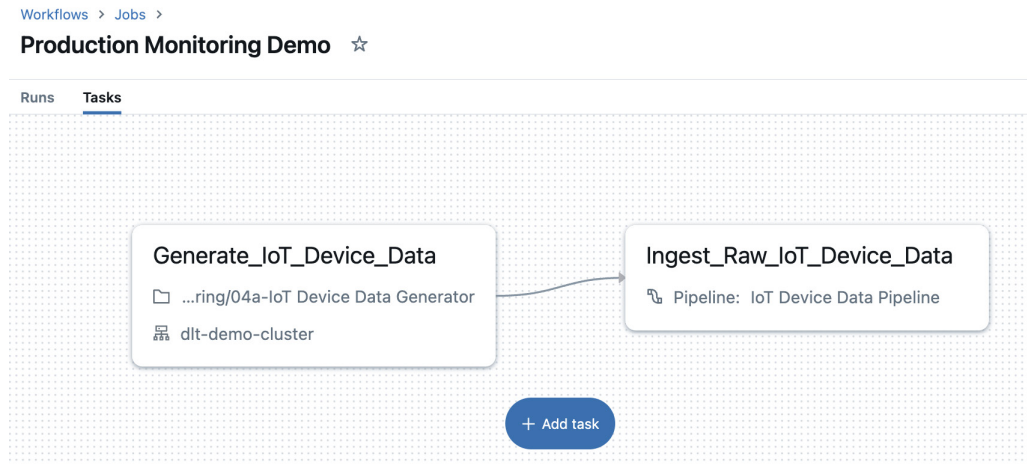 Workflows > Jobs >
Production Monitoring Demo
Runs Tasks
Generate_IoT_Device_Data
...ring/04a-IoT Device Data Generator
dlt-demo-cluster
Ingest_Raw_IoT_Device_Data
Pipeline: IoT Device Data Pipeline
+ Add task